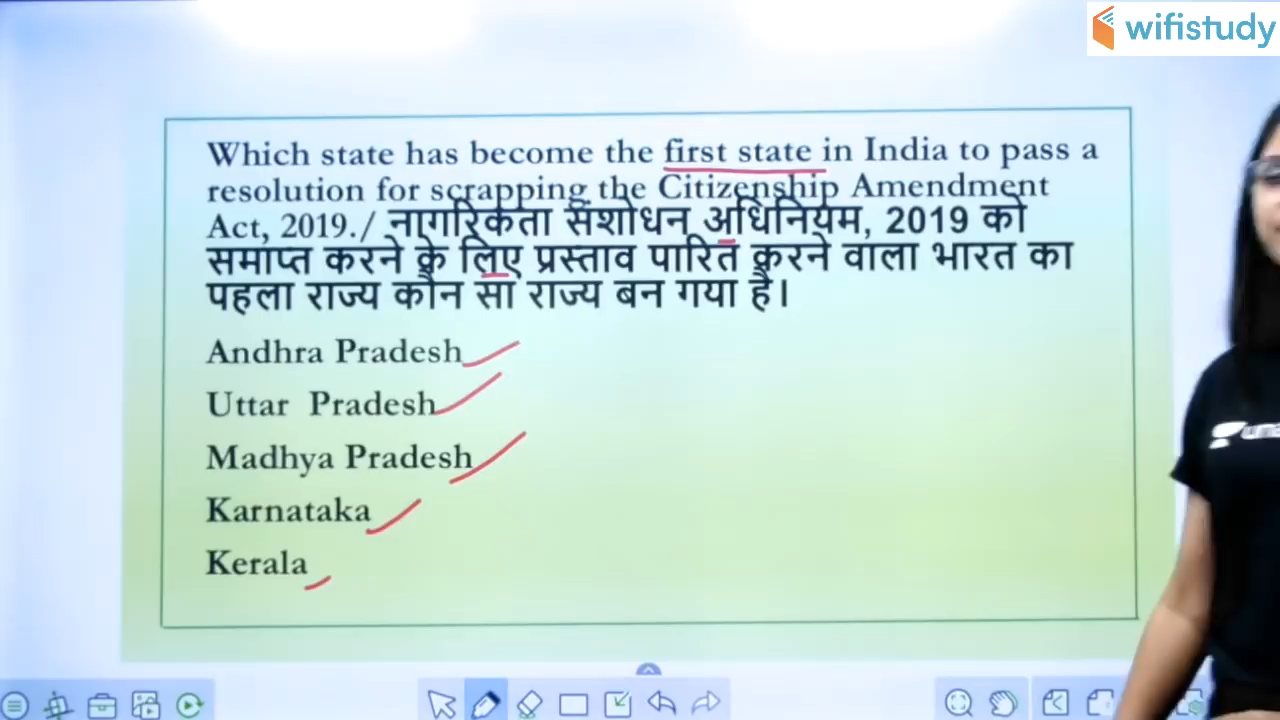 wifistudy
Which state has become the first state in India to pass a
resolution for scrapping the Citizenship Amendment
Act, 2019./ नागरिकता संशोधन अधिनियम, 2019 को
समाप्त करने के लिए प्रस्ताव पारित करने वाला भारत का
पहला राज्य कौन सा राज्य बन गया है।
Andhra Pradesh
Uttar Pradesh
Madhya Pradesh
Karnataka
Kerala